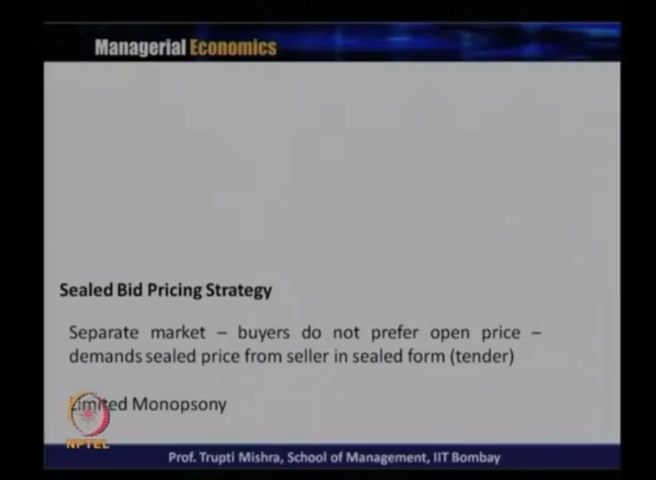 Managerial Economics
Sealed Bid Pricing Strategy
Separate market – buyers do not prefer open price –
demands sealed price from seller in sealed form (tender)
Limited Monopsony
NPTEL
Prof. Trupti Mishra, School of Management, IIT Bombay